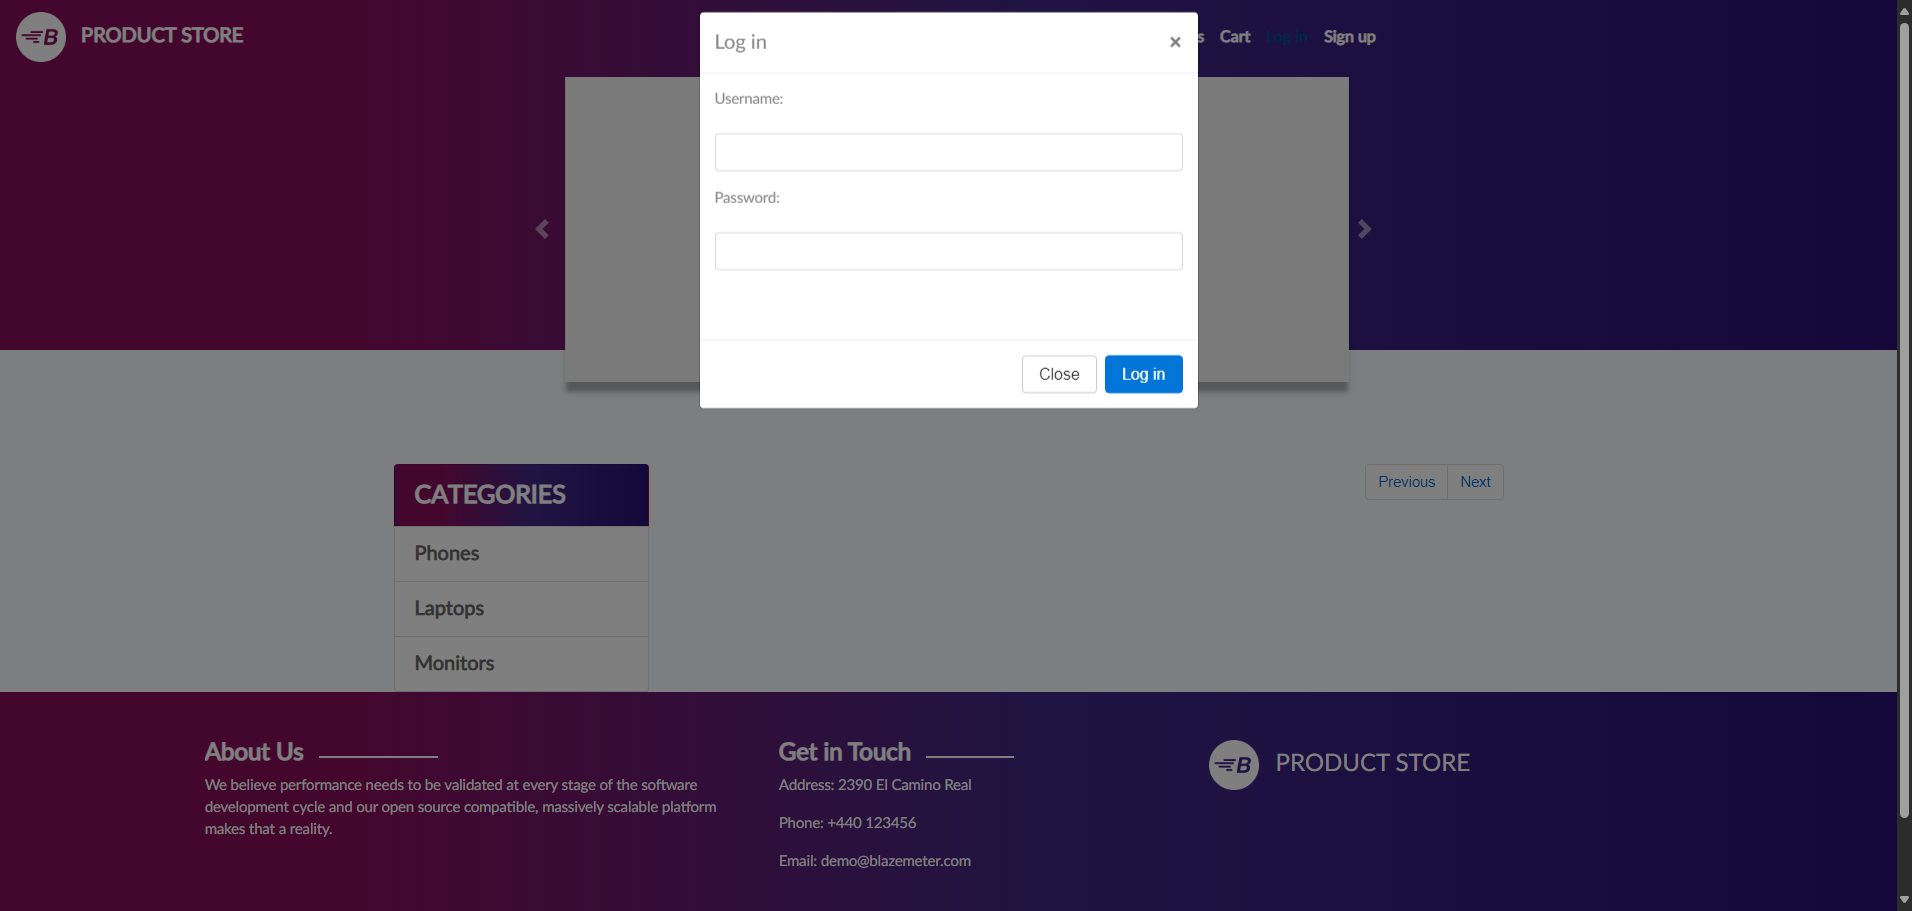 PRODUCT STORE
Log in
×
s
Cart
Log in
Sign up
Username:
Password:
Close
Log in
CATEGORIES
Phones
Laptops
Monitors
Previous
Next
About Us
We believe performance needs to be validated at every stage of the software
development cycle and our open source compatible, massively scalable platform
makes that a reality.
Get in Touch
Address: 2390 El Camino Real
Phone: +440 123456
Email: demo@blazemeter.com
B PRODUCT STORE